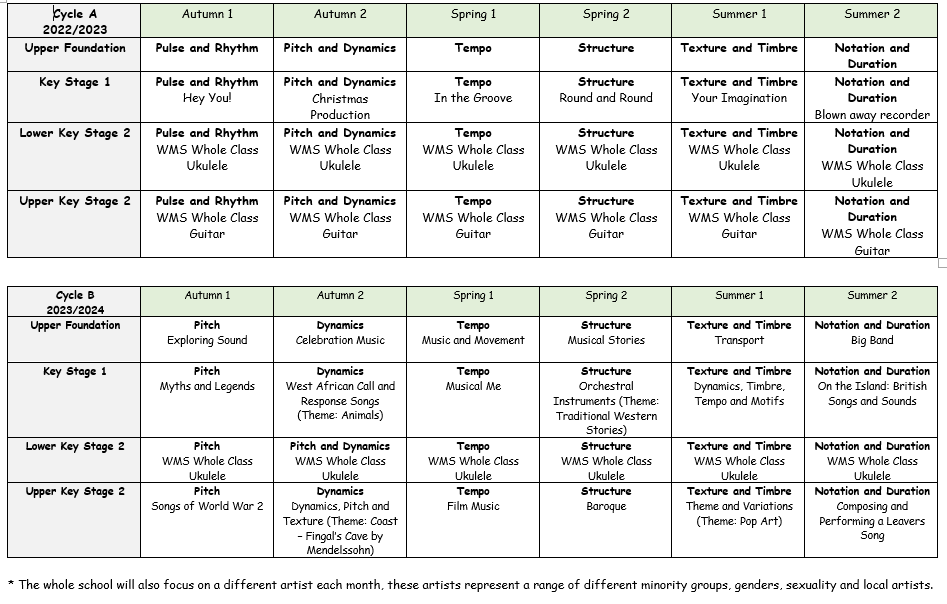 Cycle A Autumn 1 Autumn 2 Spring 1 Spring 2 Summer 1 Summer 2
2022/2023
Upper Foundation Pulse and Rhythm Pitch and Dynamics Tempo Structure Texture and Timbre Notation and
Duration
Key Stage 1 Pulse and Rhythm Pitch and Dynamics Tempo Structure Texture and Timbre Notation and
Hey You! Christmas In the Groove Round and Round Your Imagination Duration
Production Blown away recorder
Lower Key Stage 2 Pulse and Rhythm Pitch and Dynamics Tempo Structure Texture and Timbre Notation and
WMS Whole Class WMS Whole Class WMS Whole Class WMS Whole Class WMS Whole Class Duration
Ukulele Ukulele Ukulele Ukulele Ukulele WMS Whole Class
Ukulele
Upper Key Stage 2 Pulse and Rhythm Pitch and Dynamics Tempo Structure Texture and Timbre Notation and
WMS Whole Class WMS Whole Class WMS Whole Class WMS Whole Class WMS Whole Class Duration
Guitar Guitar Guitar Guitar Guitar WMS Whole Class
Guitar
Cycle B Autumn 1 Autumn 2 Spring 1 Spring 2 Summer 1 Summer 2
2023/2024
Upper Foundation Pitch Dynamics Tempo Structure Texture and Timbre Notation and Duration
Exploring Sound Celebration Music Music and Movement Musical Stories Transport Big Band
Key Stage 1 Pitch Dynamics Tempo Structure Texture and Timbre Notation and Duration
Myths and Legends West African Call and Musical Me Orchestral Dynamics, Timbre, On the Island: British
Response Songs Instruments (Theme: Tempo and Motifs Songs and Sounds
(Theme: Animals) Traditional Western
Stories)
Lower Key Stage 2 Pitch Pitch and Dynamics Tempo Structure Texture and Timbre Notation and Duration
WMS Whole Class WMS Whole Class WMS Whole Class WMS Whole Class WMS Whole Class WMS Whole Class
Ukulele Ukulele Ukulele Ukulele Ukulele Ukulele
Upper Key Stage 2 Pitch Dynamics Tempo Structure Texture and Timbre Notation and Duration
Songs of World War 2 Dynamics, Pitch and Film Music Baroque Theme and Variations Composing and
Texture (Theme: Coast (Theme: Pop Art) Performing a Leavers
– Fingal's Cave by Song
Mendelssohn)
* The whole school will also focus on a different artist each month, these artists represent a range of different minority groups, genders, sexuality and local artists.